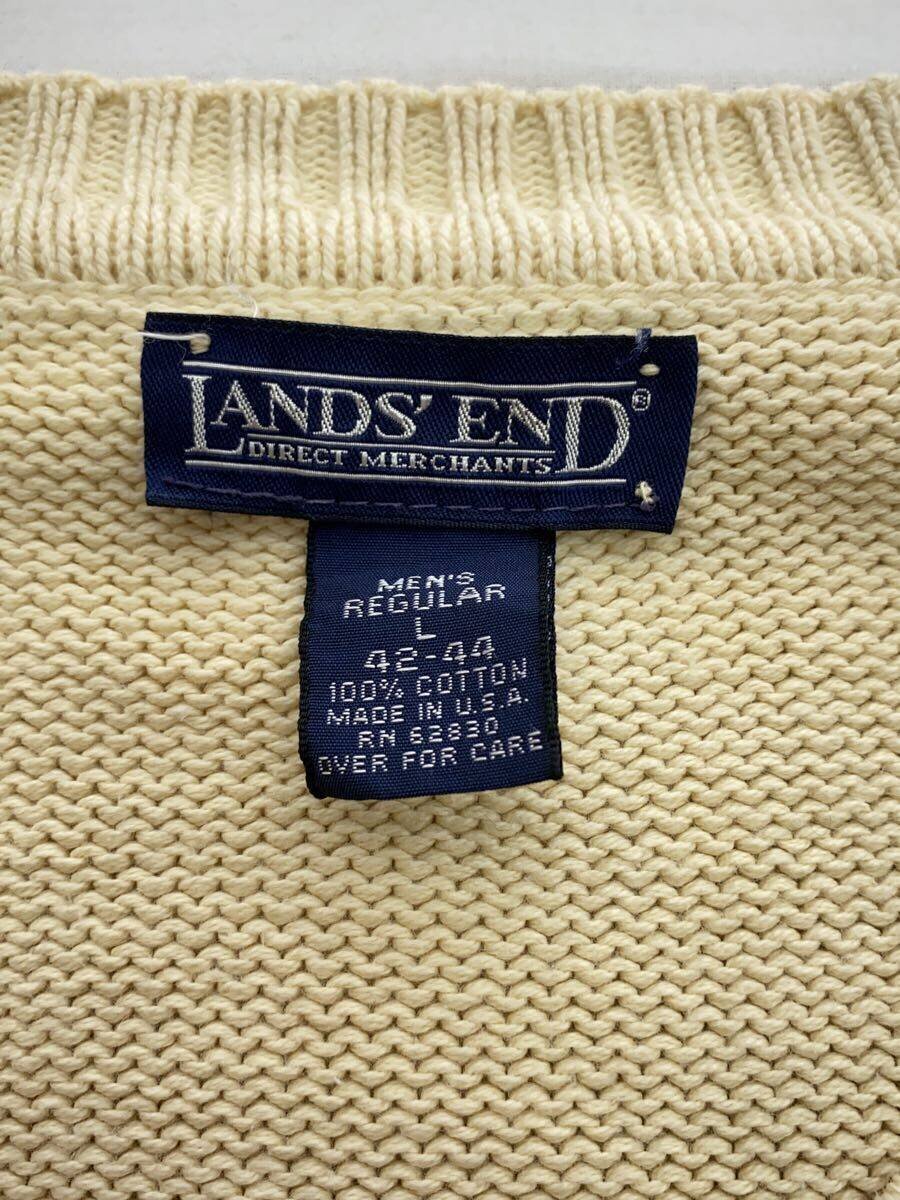 LANDS' END®
DIRECT MERCHANTS
MEN'S
REGULAR
L
42-44
100% COTTON
MADE IN U.S.A.
RN 62830
OVER FOR CARE